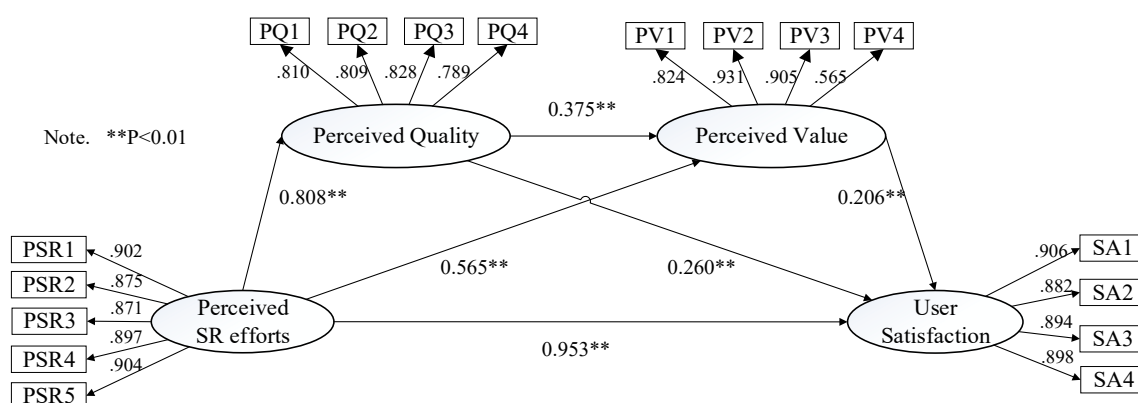 PQ1 PQ2 PQ3 PQ4
PV1 PV2 PV3 PV4
.810 .809 .828 .789
.824 .931 .905 .565
Note. **P<0.01
Perceived Quality
0.375**
Perceived Value
0.808**
0.206**
0.565**
0.260**
PSR1 .902
PSR2 .875
PSR3 .871
PSR4 .897
PSR5 .904
Perceived
SR efforts
0.953**
User
Satisfaction
.906 SA1
.882 SA2
.894 SA3
.898 SA4